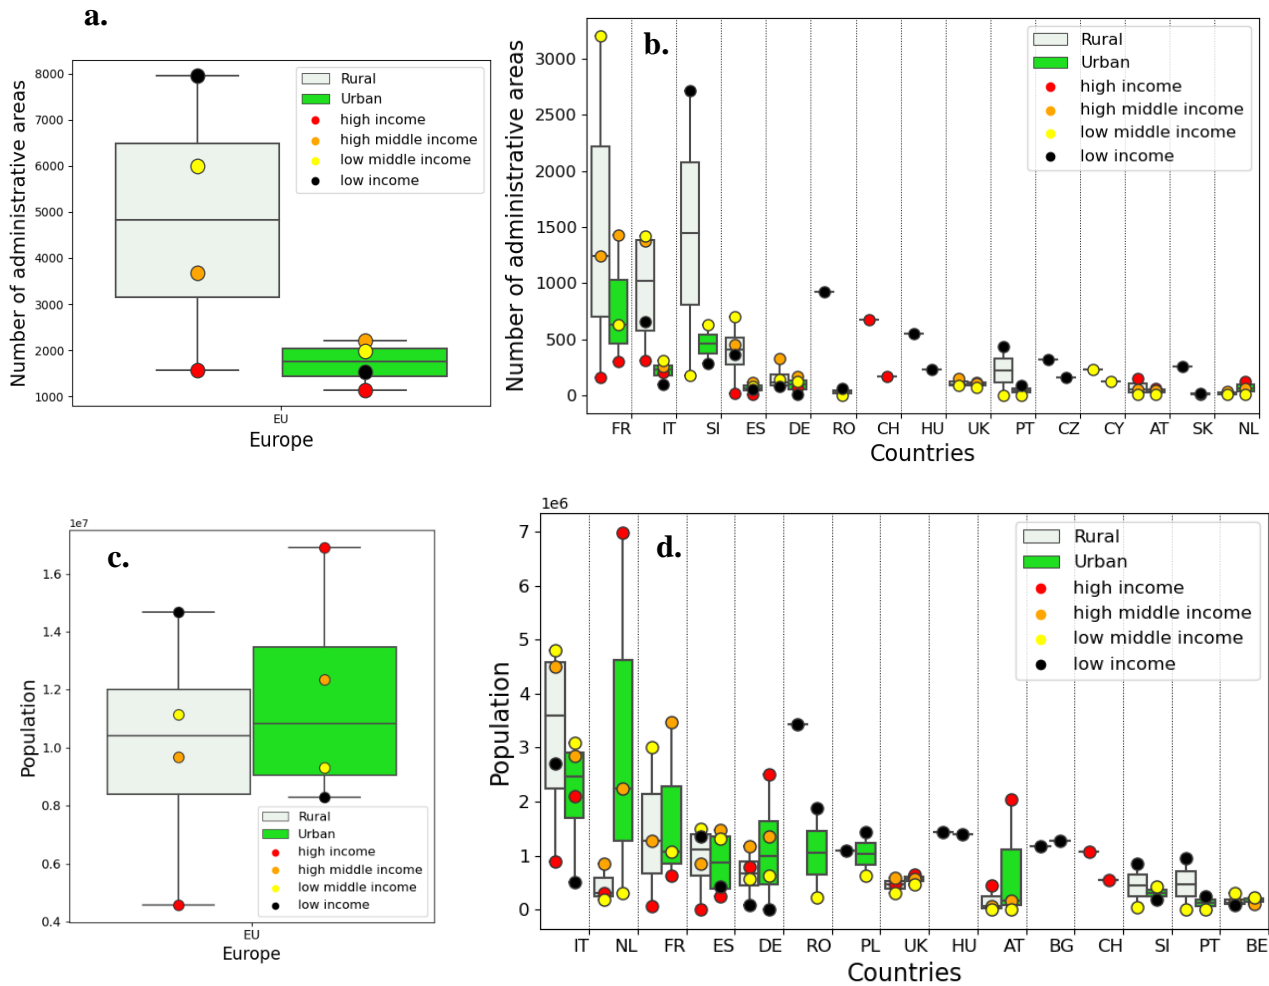 a.
Number of administrative areas
8000
7000
6000
5000
4000
3000
2000
1000
Rural
Urban
high income
high middle income
low middle income
low income
EU
Europe
b.
Number of administrative areas
3000
2500
2000
1500
1000
500
0
Rural
Urban
high income
high middle income
low middle income
low income
FR IT SI ES DE RO CH HU UK PT CZ CY AT SK NL
Countries
c.
1e7
Population
1.6
1.4
1.2
1.0
0.8
0.6
0.4
Rural
Urban
high income
high middle income
low middle income
low income
EU
Europe
d.
1e6
Population
7
6
5
4
3
2
1
0
Rural
Urban
high income
high middle income
low middle income
low income
IT NL FR ES DE RO PL UK HU AT BG CH SI PT BE
Countries